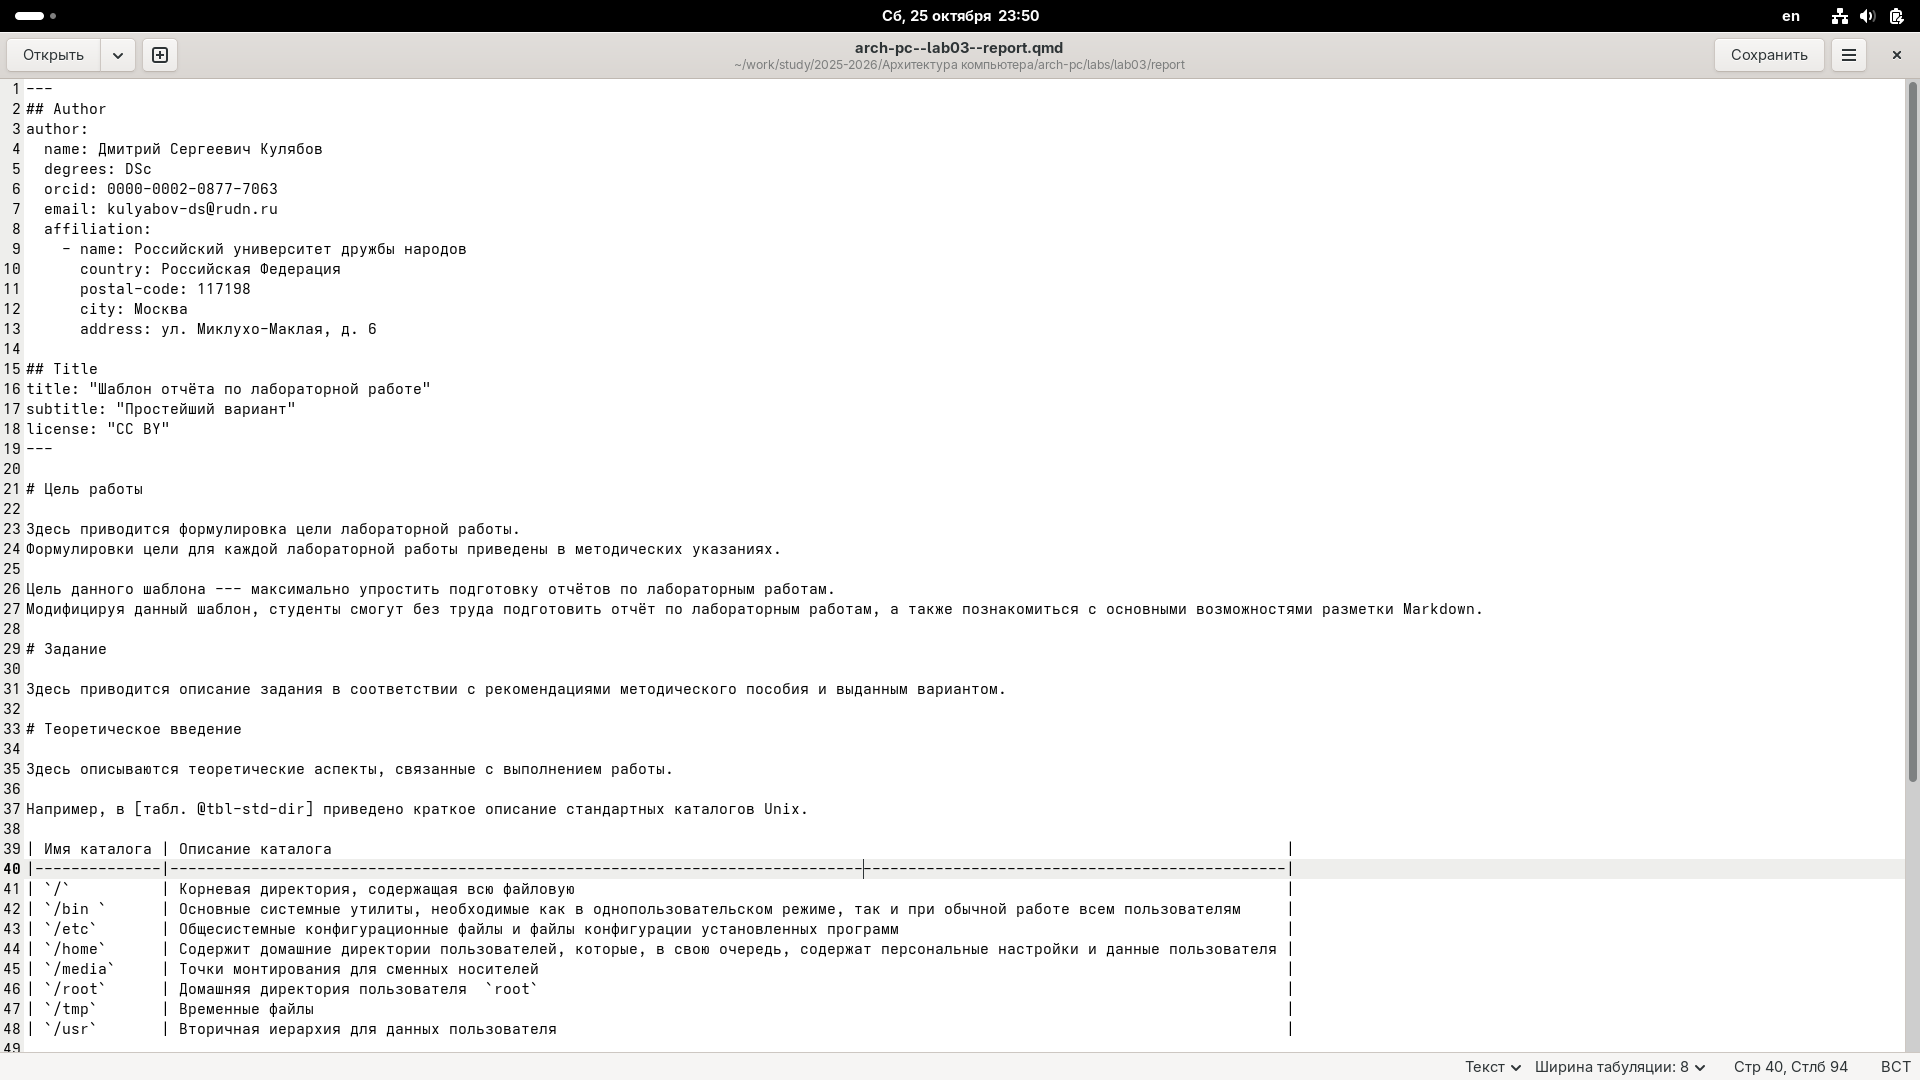 Сб, 25 октября 23:50
en
Открыть
arch-pc--lab03--report.qmd
~/work/study/2025-2026/Архитектура компьютера/arch-pc/labs/lab03/report
Сохранить
1 ---
2 ## Author
3 author:
4   name: Дмитрий Сергеевич Кулябов
5   degrees: DSc
6   orcid: 0000-0002-0877-7063
7   email: kulyabov-ds@rudn.ru
8   affiliation:
9     - name: Российский университет дружбы народов
10       country: Российская Федерация
11       postal-code: 117198
12       city: Москва
13       address: ул. Миклухо-Маклая, д. 6
14
15 ## Title
16 title: "Шаблон отчёта по лабораторной работе"
17 subtitle: "Простейший вариант"
18 license: "CC BY"
19 ---
20
21 # Цель работы
22
23 Здесь приводится формулировка цели лабораторной работы.
24 Формулировки цели для каждой лабораторной работы приведены в методических указаниях.
25
26 Цель данного шаблона --- максимально упростить подготовку отчётов по лабораторным работам.
27 Модифицируя данный шаблон, студенты смогут без труда подготовить отчёт по лабораторным работам, а также познакомиться с основными возможностями разметки Markdown.
28
29 # Задание
30
31 Здесь приводится описание задания в соответствии с рекомендациями методического пособия и выданным вариантом.
32
33 # Теоретическое введение
34
35 Здесь описываются теоретические аспекты, связанные с выполнением работы.
36
37 Например, в [табл. @tbl-std-dir] приведено краткое описание стандартных каталогов Unix.
38
39 | Имя каталога | Описание каталога                                                                                                          |
40 |--------------|----------------------------------------------------------------------------------------------------------------------------|
41 | `/`          | Корневая директория, содержащая всю файловую                                                                               |
42 | `/bin `      | Основные системные утилиты, необходимые как в однопользовательском режиме, так и при обычной работе всем пользователям     |
43 | `/etc`       | Общесистемные конфигурационные файлы и файлы конфигурации установленных программ                                           |
44 | `/home`      | Содержит домашние директории пользователей, которые, в свою очередь, содержат персональные настройки и данные пользователя |
45 | `/media`     | Точки монтирования для сменных носителей                                                                                   |
46 | `/root`      | Домашняя директория пользователя  `root`                                                                                   |
47 | `/tmp`       | Временные файлы                                                                                                            |
48 | `/usr`       | Вторичная иерархия для данных пользователя                                                                                 |
49
Текст Ширина табуляции: 8 Стр 40, Стлб 94 ВСТ